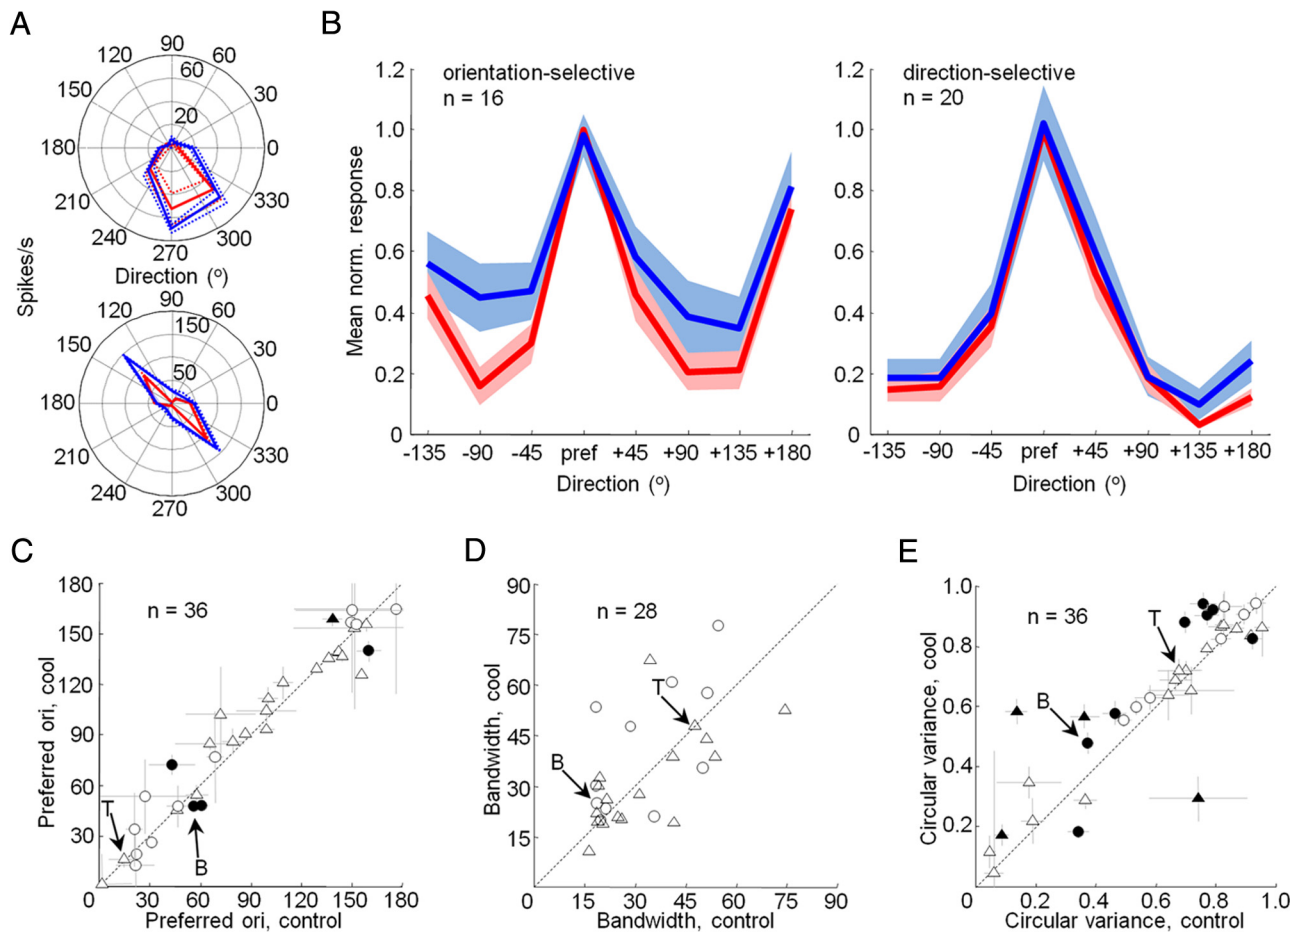 A
90
120
60
60
150
30
20
180
0
210
330
240
300
270
Direction (°)
Spikes/s
90
120
60
150
150
30
50
180
0
210
330
240
300
270
B
orientation-selective
n = 16
1.2
1.0
0.8
0.6
0.4
0.2
0
Mean norm. response
-135 -90 -45 pref +45 +90 +135 +180
Direction (°)
direction-selective
n = 20
1.2
1.0
0.8
0.6
0.4
0.2
0
-135 -90 -45 pref +45 +90 +135 +180
Direction (°)
C
n = 36
180
150
120
90
60
30
Preferred ori, cool
T
B
0 30 60 90 120 150 180
Preferred ori, control
D
n = 28
90
75
60
45
30
15
Bandwidth, cool
T
B
0 15 30 45 60 75 90
Bandwidth, control
E
n = 36
1.0
0.8
0.6
0.4
0.2
Circular variance, cool
T
B
0 0.2 0.4 0.6 0.8 1.0
Circular variance, control